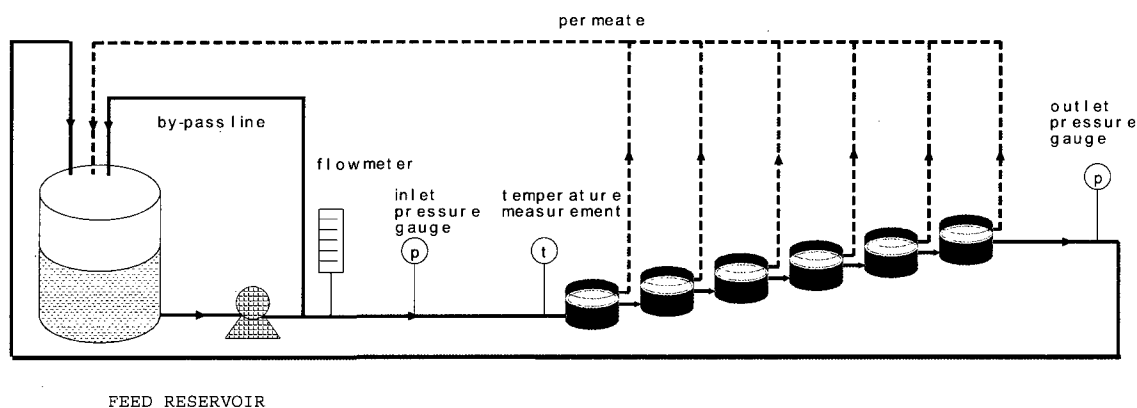 permeate
by-pass line
flowmeter
inlet
pressure
gauge
temperature
measurement
outlet
pressure
gauge
p
t
p
FEED RESERVOIR